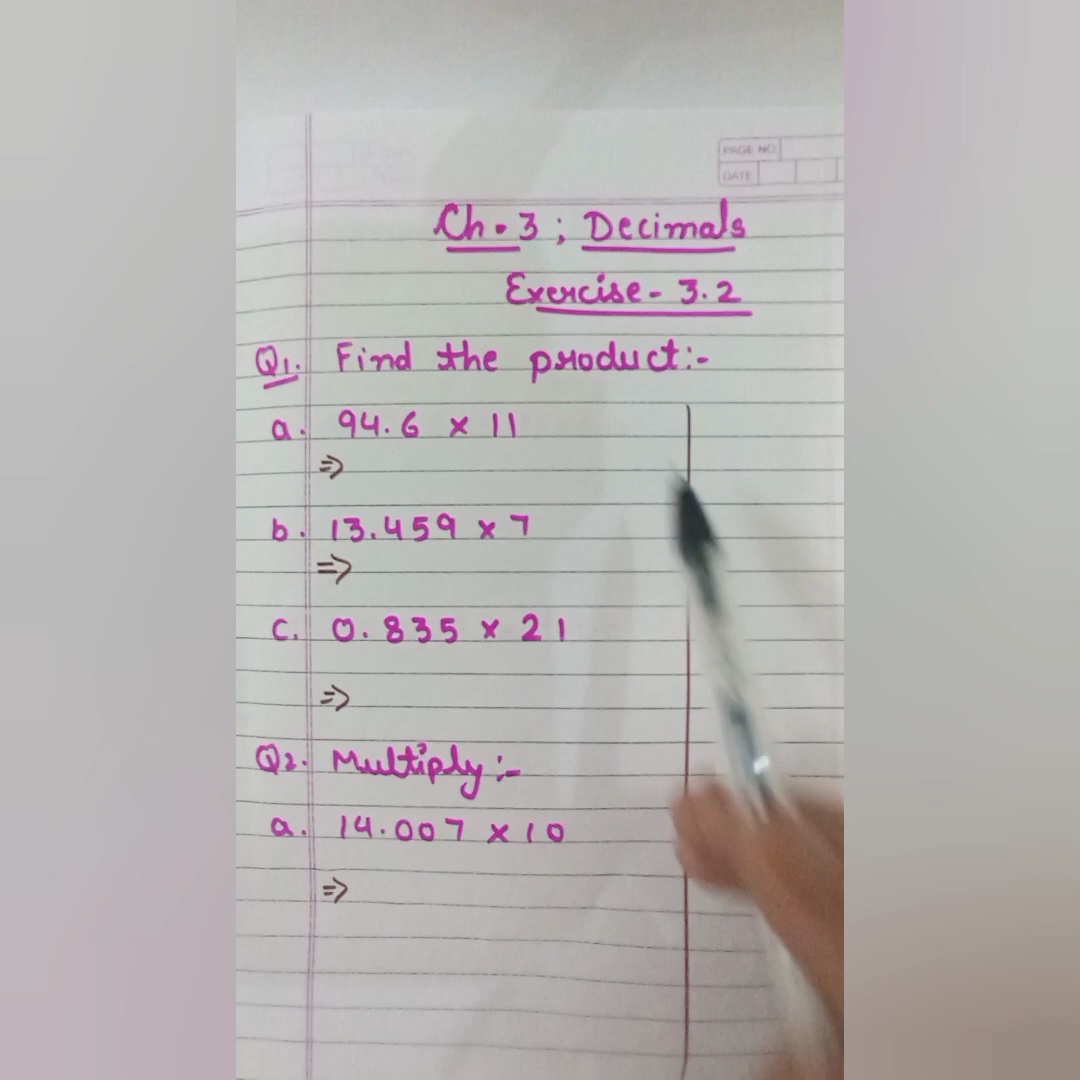 PAGE NO.
DATE
Ch. 3 ; Decimals
Exercise - 3.2
Q1. Find the product:-
a. 94.6 × 11
⇒
b. 13.459 × 7
⇒
c. 0.835 × 21
⇒
Q2. Multiply:-
a. 14.007 × 10
⇒